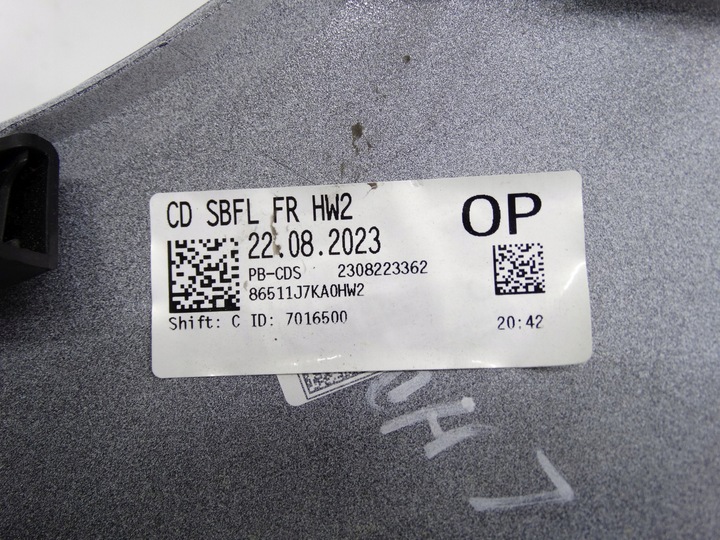 CD SBFL FR HW2
OP
22.08.2023
PB-CDS 2308223362
86511J7KA0HW2
Shift: C ID: 7016500
20:42